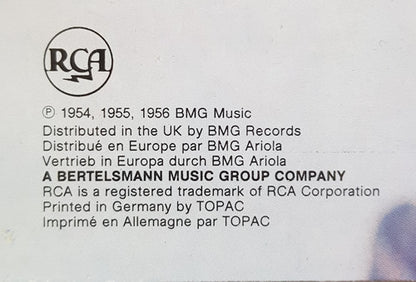 RCA
℗ 1954, 1955, 1956 BMG Music
Distributed in the UK by BMG Records
Distribué en Europe par BMG Ariola
Vertrieb in Europa durch BMG Ariola
A BERTELSMANN MUSIC GROUP COMPANY
RCA is a registered trademark of RCA Corporation
Printed in Germany by TOPAC
Imprimé en Allemagne par TOPAC